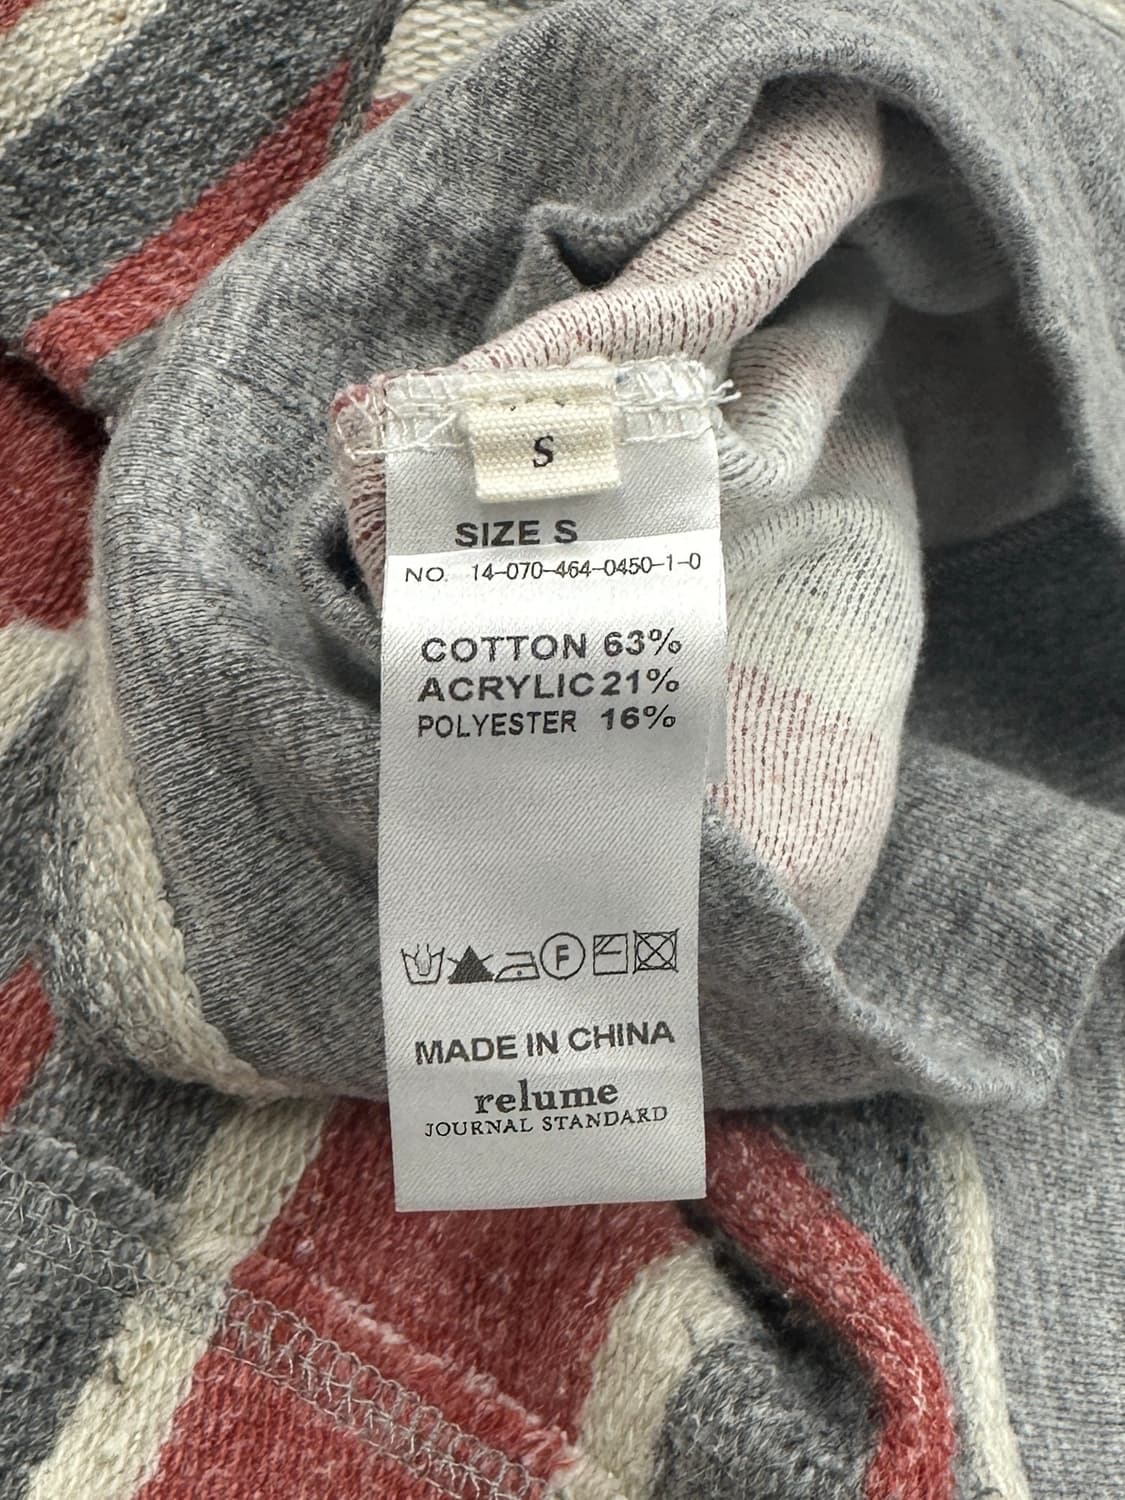 S
SIZE S
NO. 14-070-464-0450-1-0
COTTON 63%
ACRYLIC 21%
POLYESTER 16%
F
MADE IN CHINA
relume
JOURNAL STANDARD